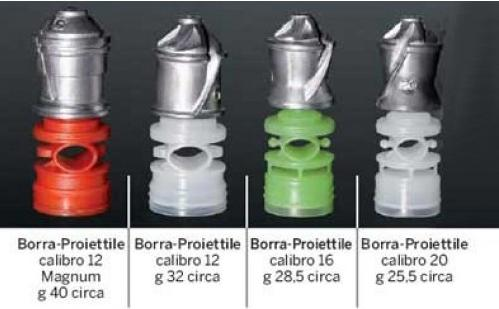 Borra-Proiettile
calibro 12
Magnum
g 40 circa
Borra-Proiettile
calibro 12
g 32 circa
Borra-Proiettile
calibro 16
g 28,5 circa
Borra-Proiettile
calibro 20
g 25,5 circa